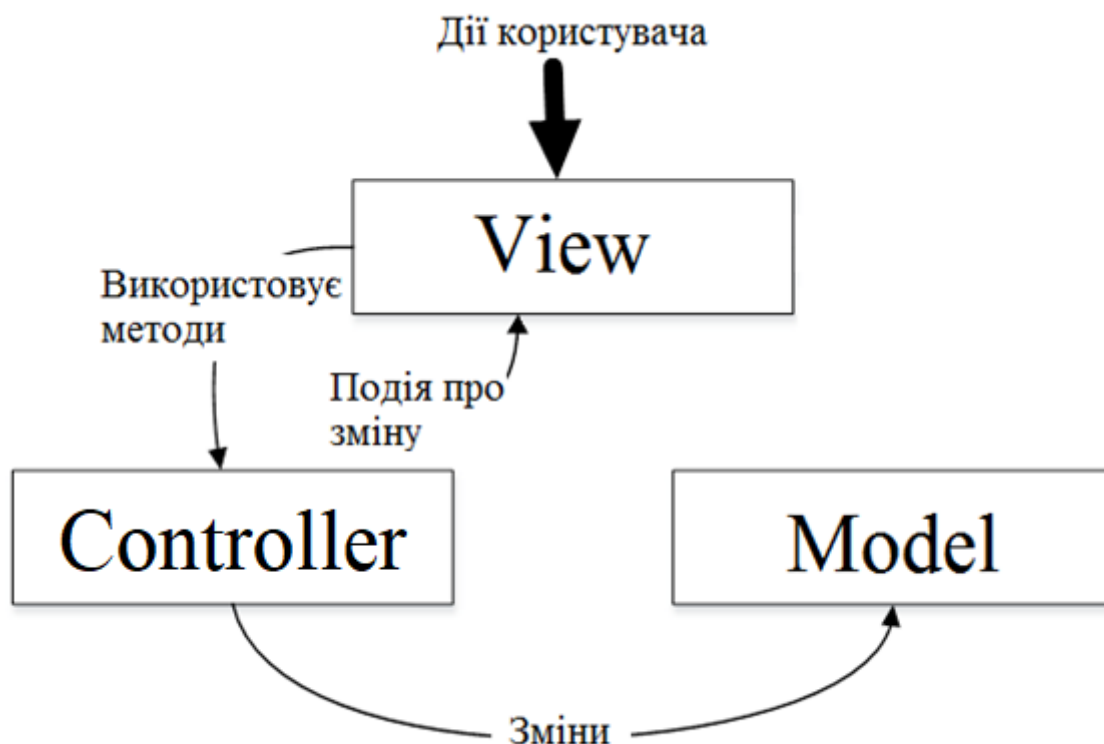 Дії користувача
View
Використовує
методи
Подія про
зміну
Controller
Model
Зміни